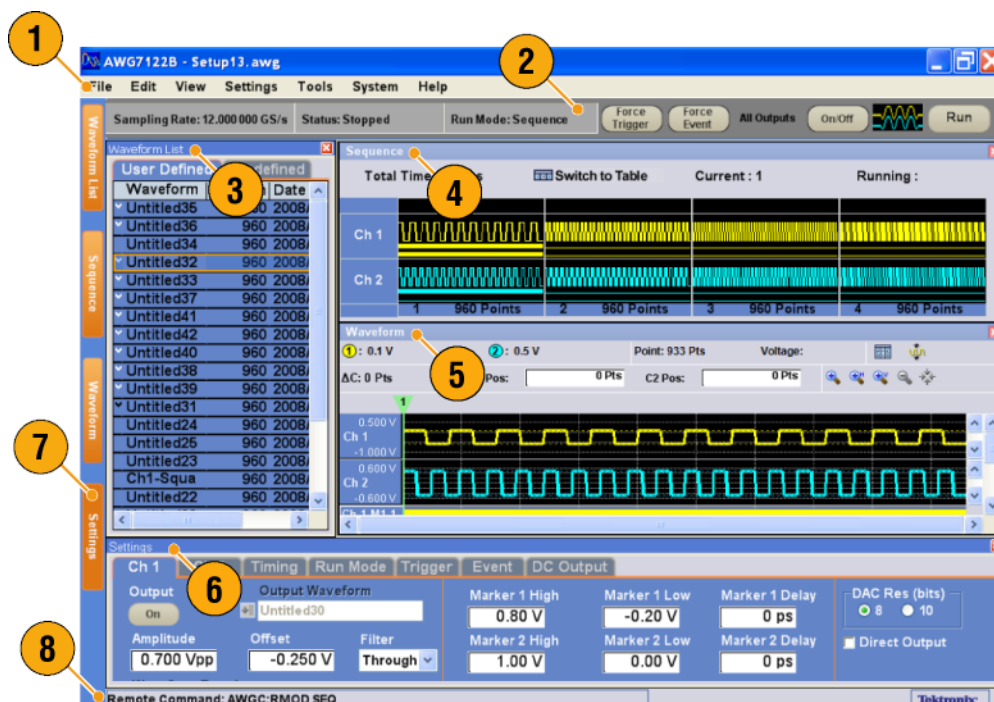 1
AWG7122B - Setup13.awg
2
File Edit View Settings Tools System Help
Sampling Rate: 12.000 000 GS/s Status: Stopped Run Mode: Sequence Force Trigger Force Event All Outputs On/Off Run
Waveform List
Sequence
Waveform
Settings
7
Waveform List
3
User Defined
Waveform Date
Untitled35 960 2008/
Untitled36 960 2008/
Untitled34 960 2008/
Untitled32 960 2008/
Untitled33 960 2008/
Untitled37 960 2008/
Untitled41 960 2008/
Untitled42 960 2008/
Untitled40 960 2008/
Untitled38 960 2008/
Untitled39 960 2008/
Untitled31 960 2008/
Untitled24 960 2008/
Untitled25 960 2008/
Untitled23 960 2008/
Ch1-Squa 960 2008/
Untitled22 960 2008/
Sequence
4
Total Time Switch to Table Current : 1 Running :
Ch 1
Ch 2
1 960 Points 2 960 Points 3 960 Points 4 960 Points
Waveform
5
1 : 0.1 V 2 : 0.5 V Point: 933 Pts Voltage:
ΔC: 0 Pts Pos: 0 Pts C2 Pos: 0 Pts
1
0.500 V
Ch 1
-1.000 V
0.600 V
Ch 2
-0.600 V
Ch 1 M1 1
Settings
6
Ch 1 Timing Run Mode Trigger Event DC Output
Output Output Waveform Marker 1 High Marker 1 Low Marker 1 Delay DAC Res (bits)
On Untitled30 0.80 V -0.20 V 0 ps 8 10
Amplitude Offset Filter Marker 2 High Marker 2 Low Marker 2 Delay Direct Output
0.700 Vpp -0.250 V Through 1.00 V 0.00 V 0 ps
8
Remote Command: AWGC:RMOD SEQ Tektronix